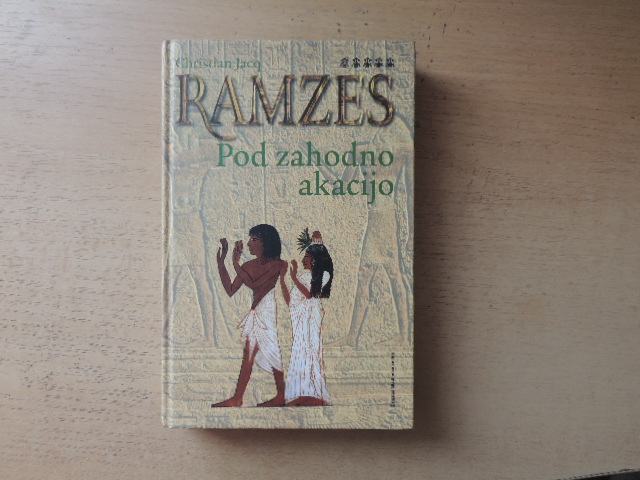 Christian Jacq
RAMZES
Pod zahodno
akacijo